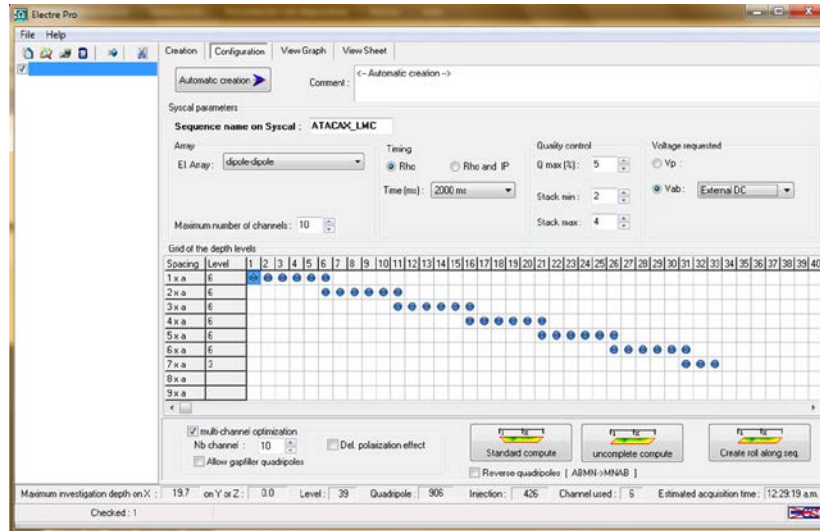 Electre Pro
File Help
Creation Configuration View Graph View Sheet
Automatic creation
Comment :
<-- Automatic creation -->
Syscal parameters
Sequence name on Syscal : ATACAX_LMC
Array
El. Array : dipole-dipole
Maximum number of channels : 10
Timing
Rho Rho and IP
Time (ms) : 2000 ms
Quality control
Q max (%) : 5
Stack min : 2
Stack max : 4
Voltage requested
Vp :
Vab : External DC
Grid of the depth levels
Spacing Level 1 2 3 4 5 6 7 8 9 10 11 12 13 14 15 16 17 18 19 20 21 22 23 24 25 26 27 28 29 30 31 32 33 34 35 36 37 38 39 40
1 x a 6
2 x a 6
3 x a 6
4 x a 6
5 x a 6
6 x a 6
7 x a 3
8 x a
9 x a
multi-channel optimization
Nb channel : 10
Allow gapfiller quadripoles
Del. polaization effect
Standard compute
uncomplete compute
Create roll along seq.
Reverse quadripoles [ ABMN->MNAB ]
Maximum investigation depth on X : 19.7 on Y or Z : 0.0 Level : 39 Quadripole : 906 Injection : 426 Channel used : 6 Estimated acquisition time : 12:29:19 a.m.
Checked : 1